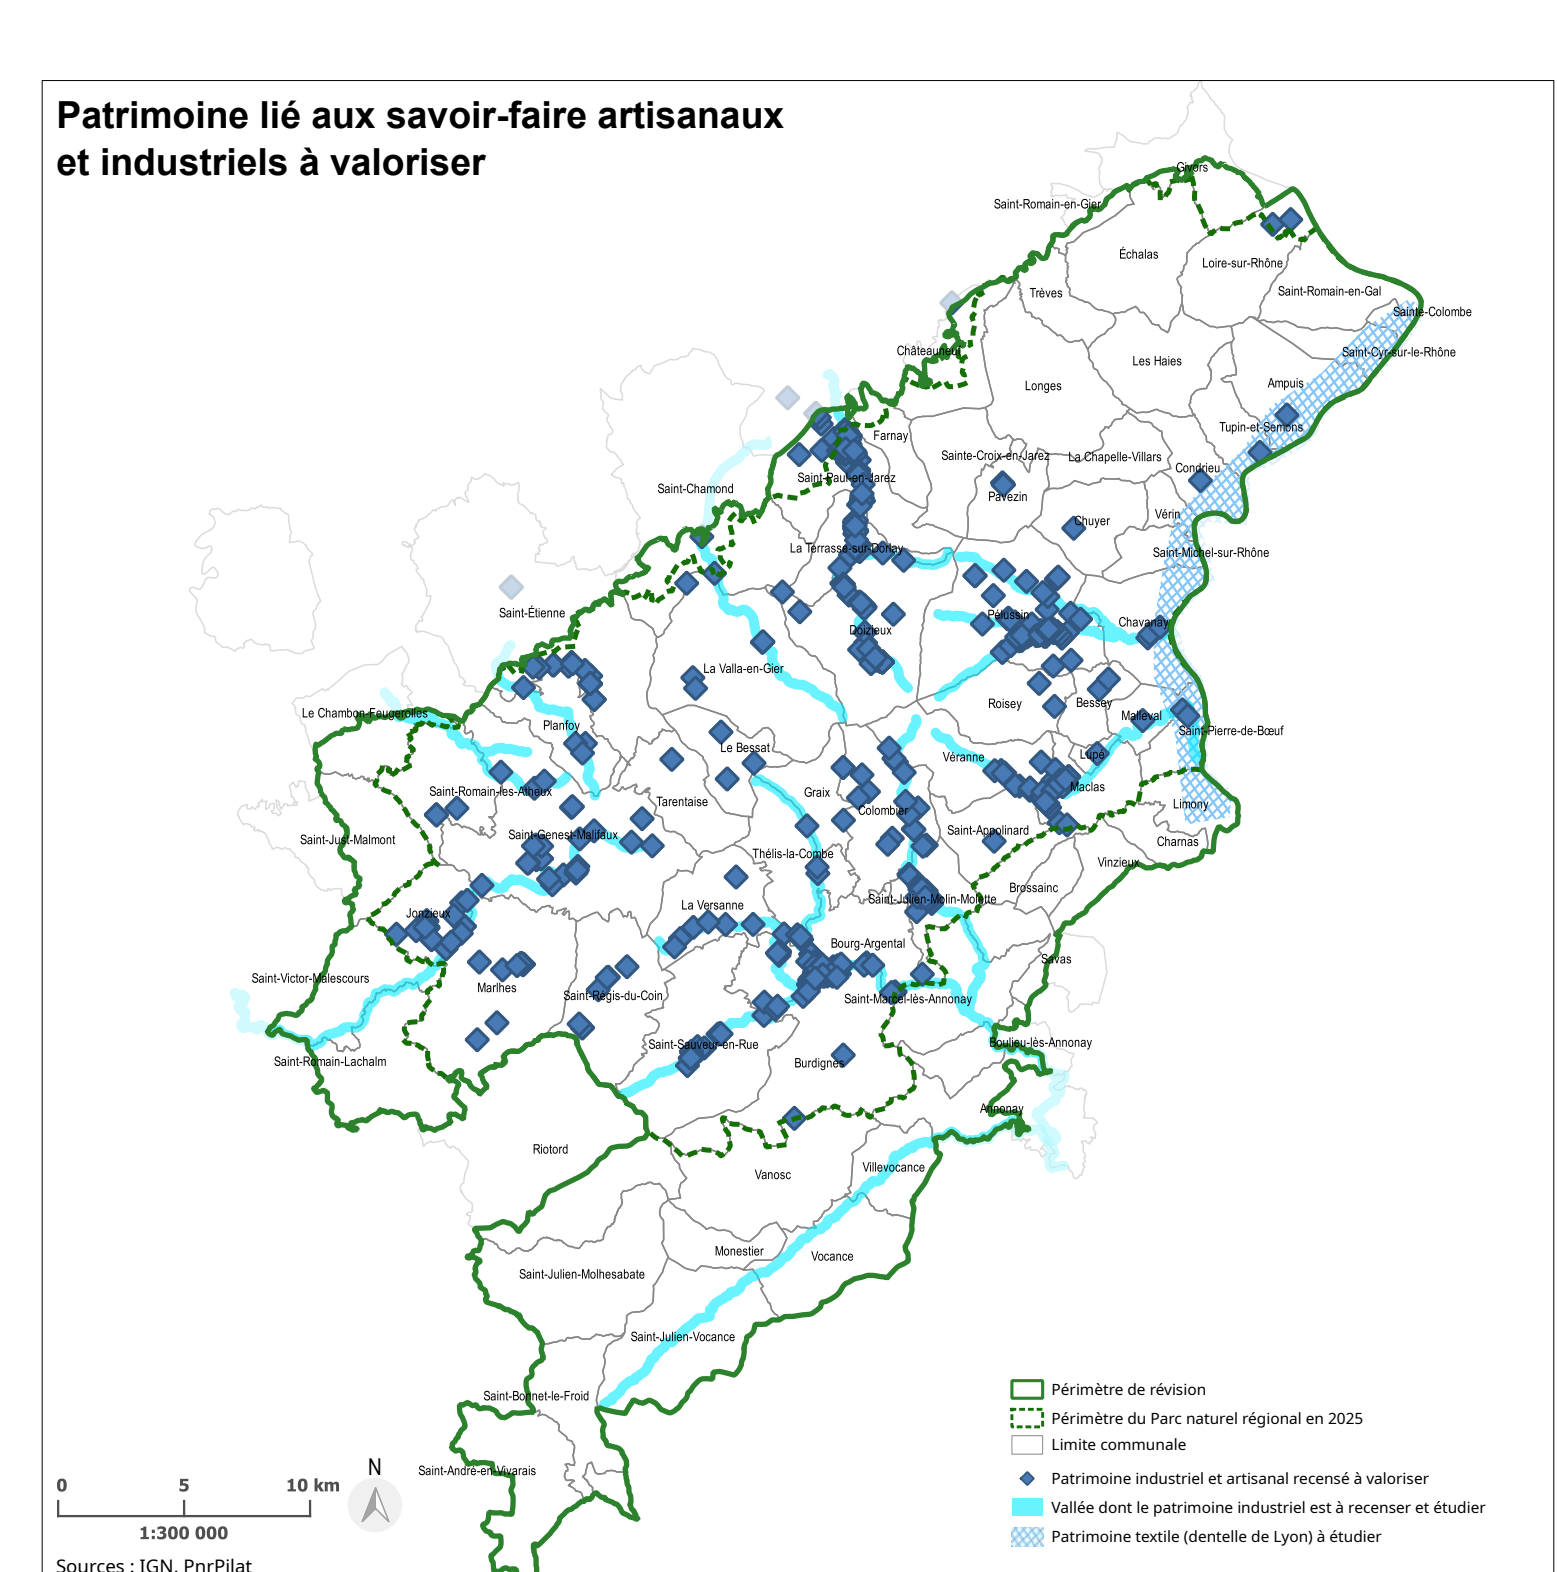 Patrimoine lié aux savoir-faire artisanaux
et industriels à valoriser
Givors
Saint-Romain-en-Gier
Échalas
Loire-sur-Rhône
Trèves
Saint-Romain-en-Gal
Sainte-Colombe
Châteauneuf
Saint-Cyr-sur-le-Rhône
Les Haies
Longes
Ampuis
Tupin-et-Semons
Farnay
Sainte-Croix-en-Jarez
La Chapelle-Villars
Condrieu
Saint-Paul-en-Jarez
Saint-Chamond
Pavezin
Vérin
Chuyer
La Terrasse-sur-Dorlay
Saint-Michel-sur-Rhône
Saint-Étienne
Pélussin
Chavanay
Doizieux
La Valla-en-Gier
Roisey
Bessey
Malleval
Le Chambon-Feugerolles
Planfoy
Saint-Pierre-de-Bœuf
Le Bessat
Véranne
Lupé
Saint-Romain-les-Atheux
Graix
Maclas
Tarentaise
Colombier
Limony
Saint-Genest-Malifaux
Saint-Appolinard
Saint-Just-Malmont
Charnas
Thélis-la-Combe
Vinzieux
Brossainc
Saint-Julien-Molin-Molette
La Versanne
Jonzieux
Bourg-Argental
Savas
Saint-Victor-Malescours
Marlhes
Saint-Régis-du-Coin
Saint-Marcel-lès-Annonay
Saint-Sauveur-en-Rue
Boulieu-lès-Annonay
Saint-Romain-Lachalm
Burdignes
Annonay
Riotord
Vanosc
Villevocance
Monestier
Vocance
Saint-Julien-Molhesabate
Saint-Julien-Vocance
Saint-Bonnet-le-Froid
Saint-André-en-Vivarais
Périmètre de révision
Périmètre du Parc naturel régional en 2025
Limite communale
Patrimoine industriel et artisanal recensé à valoriser
Vallée dont le patrimoine industriel est à recenser et étudier
Patrimoine textile (dentelle de Lyon) à étudier
N
0 5 10 km
1:300 000
Sources : IGN, PnrPilat